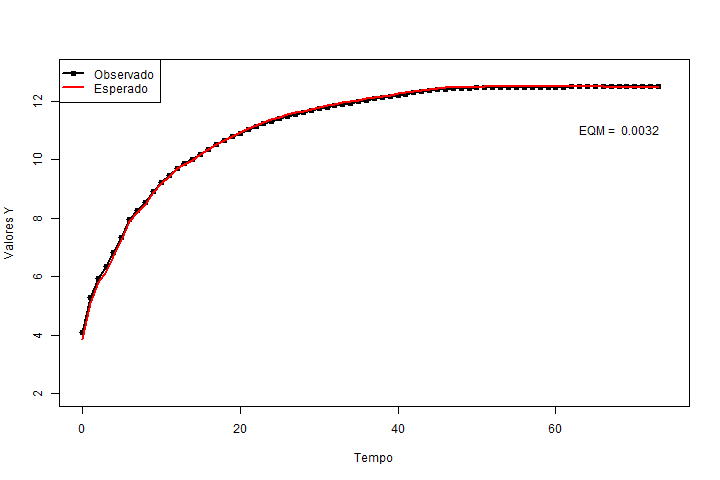 Observado
Esperado
EQM = 0.0032
Valores Y
12
10
8
6
4
2
0 20 40 60
Tempo